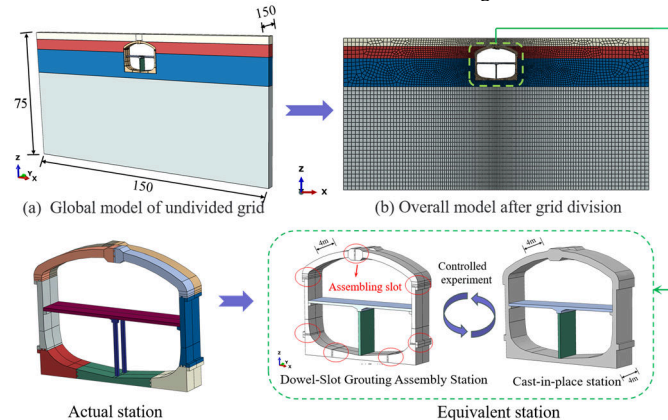 150
75
150
Z
Y
X
Z
X
(a) Global model of undivided grid
(b) Overall model after grid division
4m
4m
Assembling slot
Controlled
experiment
Z
Y
X
4m
Dowel-Slot Grouting Assembly Station
Cast-in-place station
Actual station
Equivalent station